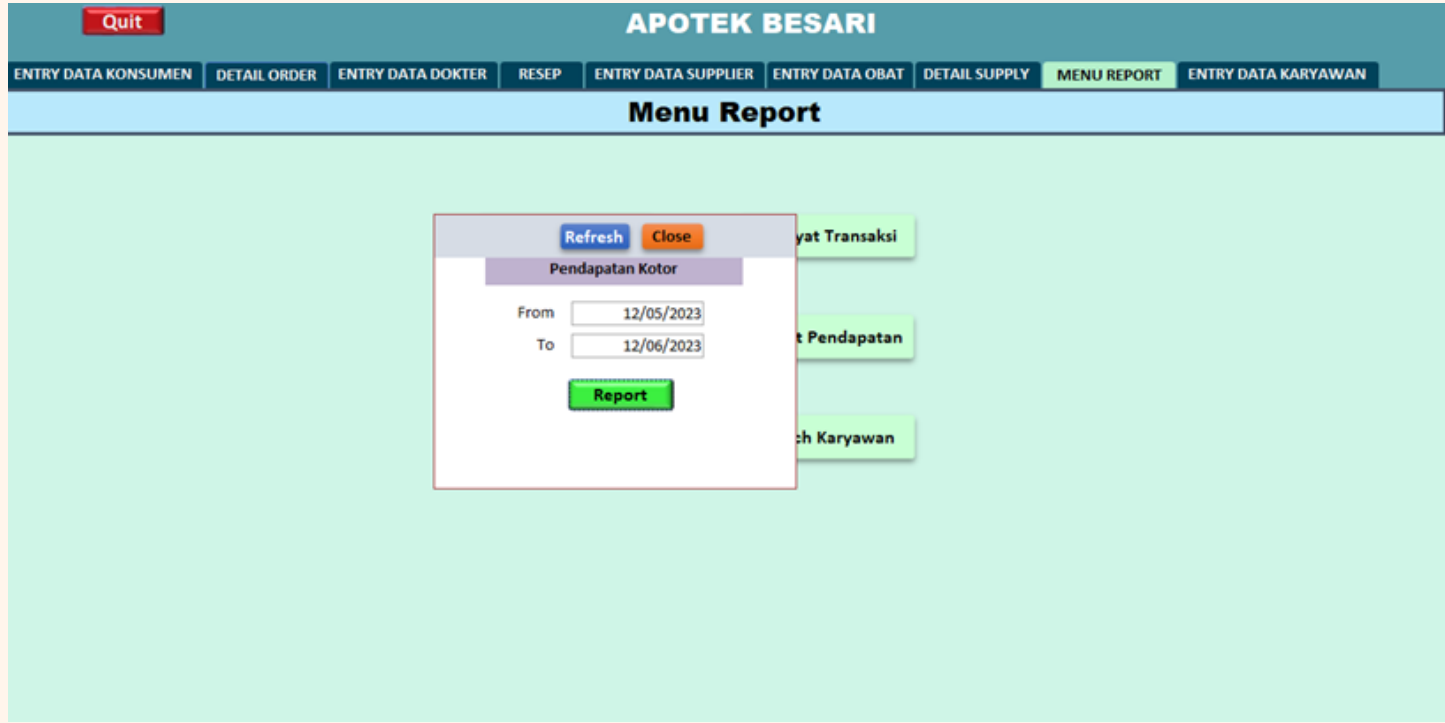 Quit
APOTEK BESARI
ENTRY DATA KONSUMEN DETAIL ORDER ENTRY DATA DOKTER RESEP ENTRY DATA SUPPLIER ENTRY DATA OBAT DETAIL SUPPLY MENU REPORT ENTRY DATA KARYAWAN
Menu Report
Refresh Close
yat Transaksi
Pendapatan Kotor
From 12/05/2023
t Pendapatan
To 12/06/2023
Report
ch Karyawan